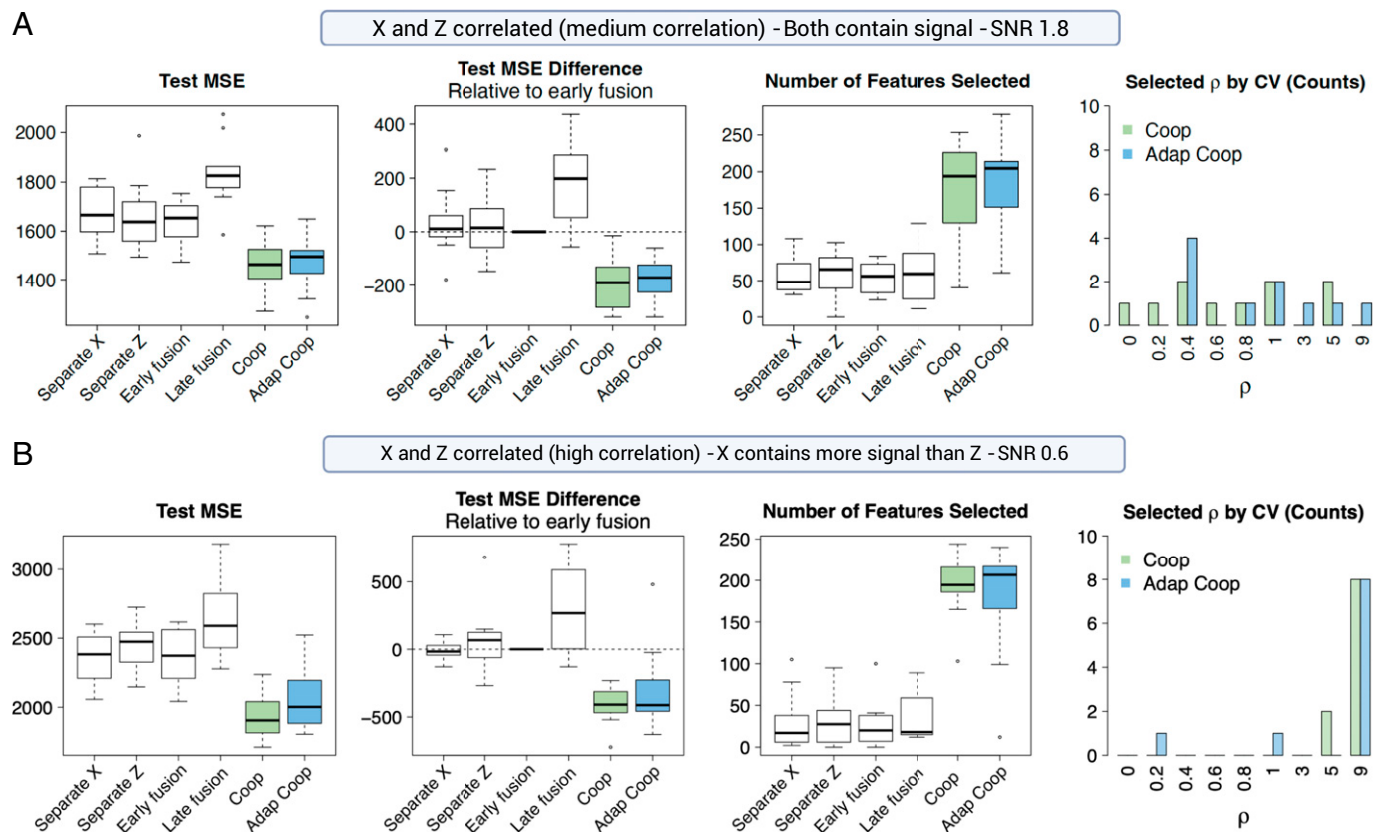 A
X and Z correlated (medium correlation) - Both contain signal - SNR 1.8
Test MSE
2000
1800
1600
1400
Separate X
Separate Z
Early fusion
Late fusion
Coop
Adap Coop
Test MSE Difference
Relative to early fusion
400
200
0
−200
Separate X
Separate Z
Early fusion
Late fusion
Coop
Adap Coop
Number of Features Selected
250
200
150
100
50
0
Separate X
Separate Z
Early fusion
Late fusion
Coop
Adap Coop
Selected ρ by CV (Counts)
10
8
6
4
2
0
Coop
Adap Coop
0
0.2
0.4
0.6
0.8
1
3
5
9
ρ
B
X and Z correlated (high correlation) - X contains more signal than Z - SNR 0.6
Test MSE
3000
2500
2000
Separate X
Separate Z
Early fusion
Late fusion
Coop
Adap Coop
Test MSE Difference
Relative to early fusion
500
0
−500
Separate X
Separate Z
Early fusion
Late fusion
Coop
Adap Coop
Number of Features Selected
250
200
150
100
50
0
Separate X
Separate Z
Early fusion
Late fusion
Coop
Adap Coop
Selected ρ by CV (Counts)
10
8
6
4
2
0
Coop
Adap Coop
0
0.2
0.4
0.6
0.8
1
3
5
9
ρ